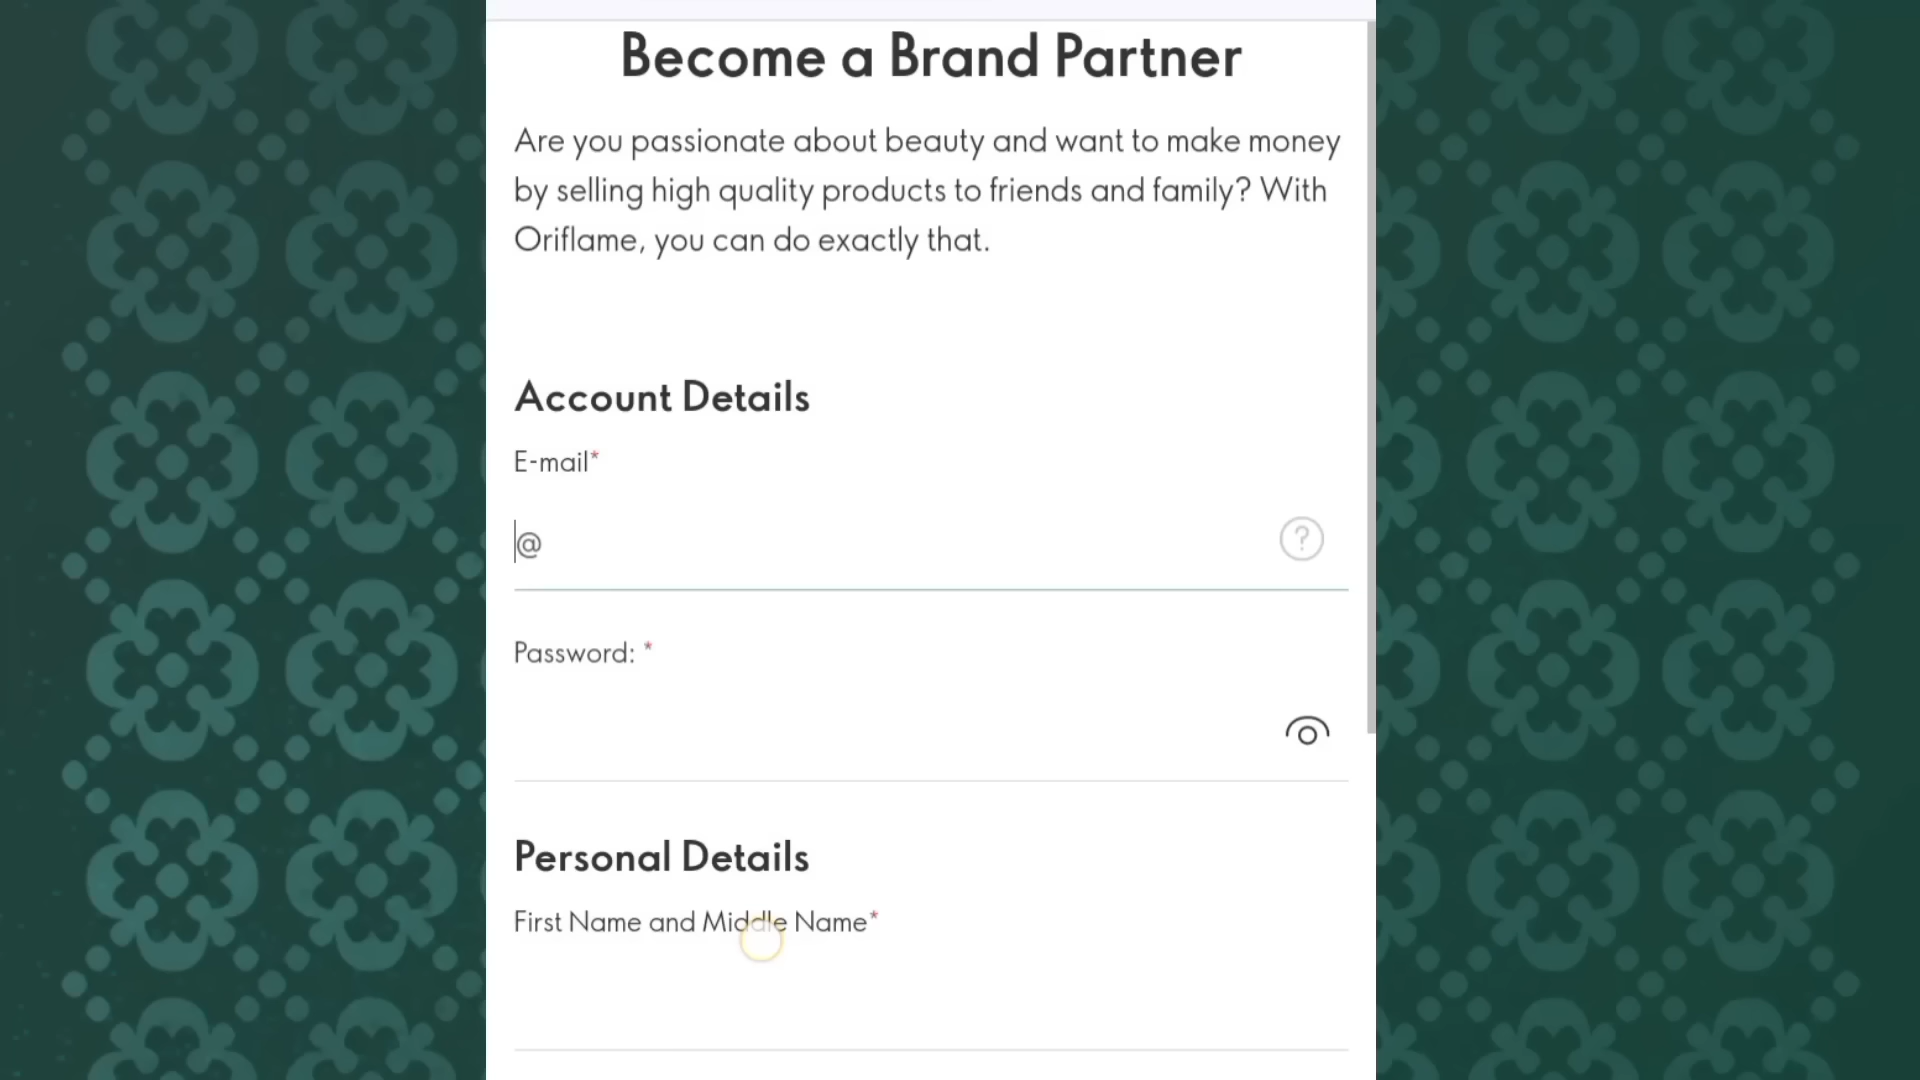 Become a Brand Partner
Are you passionate about beauty and want to make money
by selling high quality products to friends and family? With
Oriflame, you can do exactly that.
Account Details
E-mail*
@
?
Password: *
Personal Details
First Name and Middle Name*